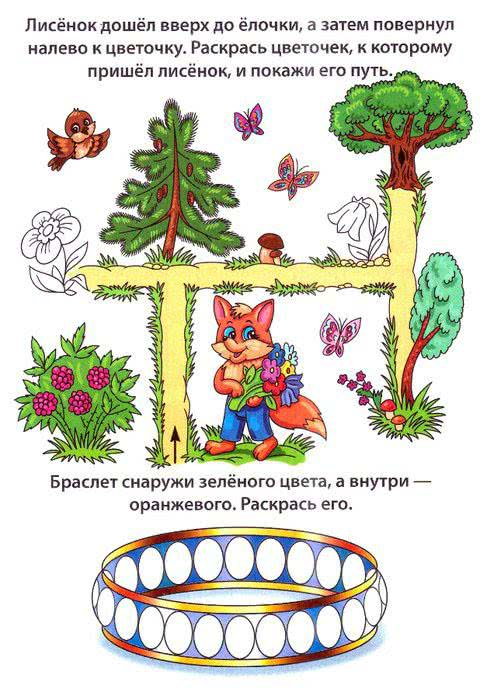 Лисёнок дошёл вверх до ёлочки, а затем повернул
налево к цветочку. Раскрась цветочек, к которому
пришёл лисёнок, и покажи его путь.
Браслет снаружи зелёного цвета, а внутри —
оранжевого. Раскрась его.